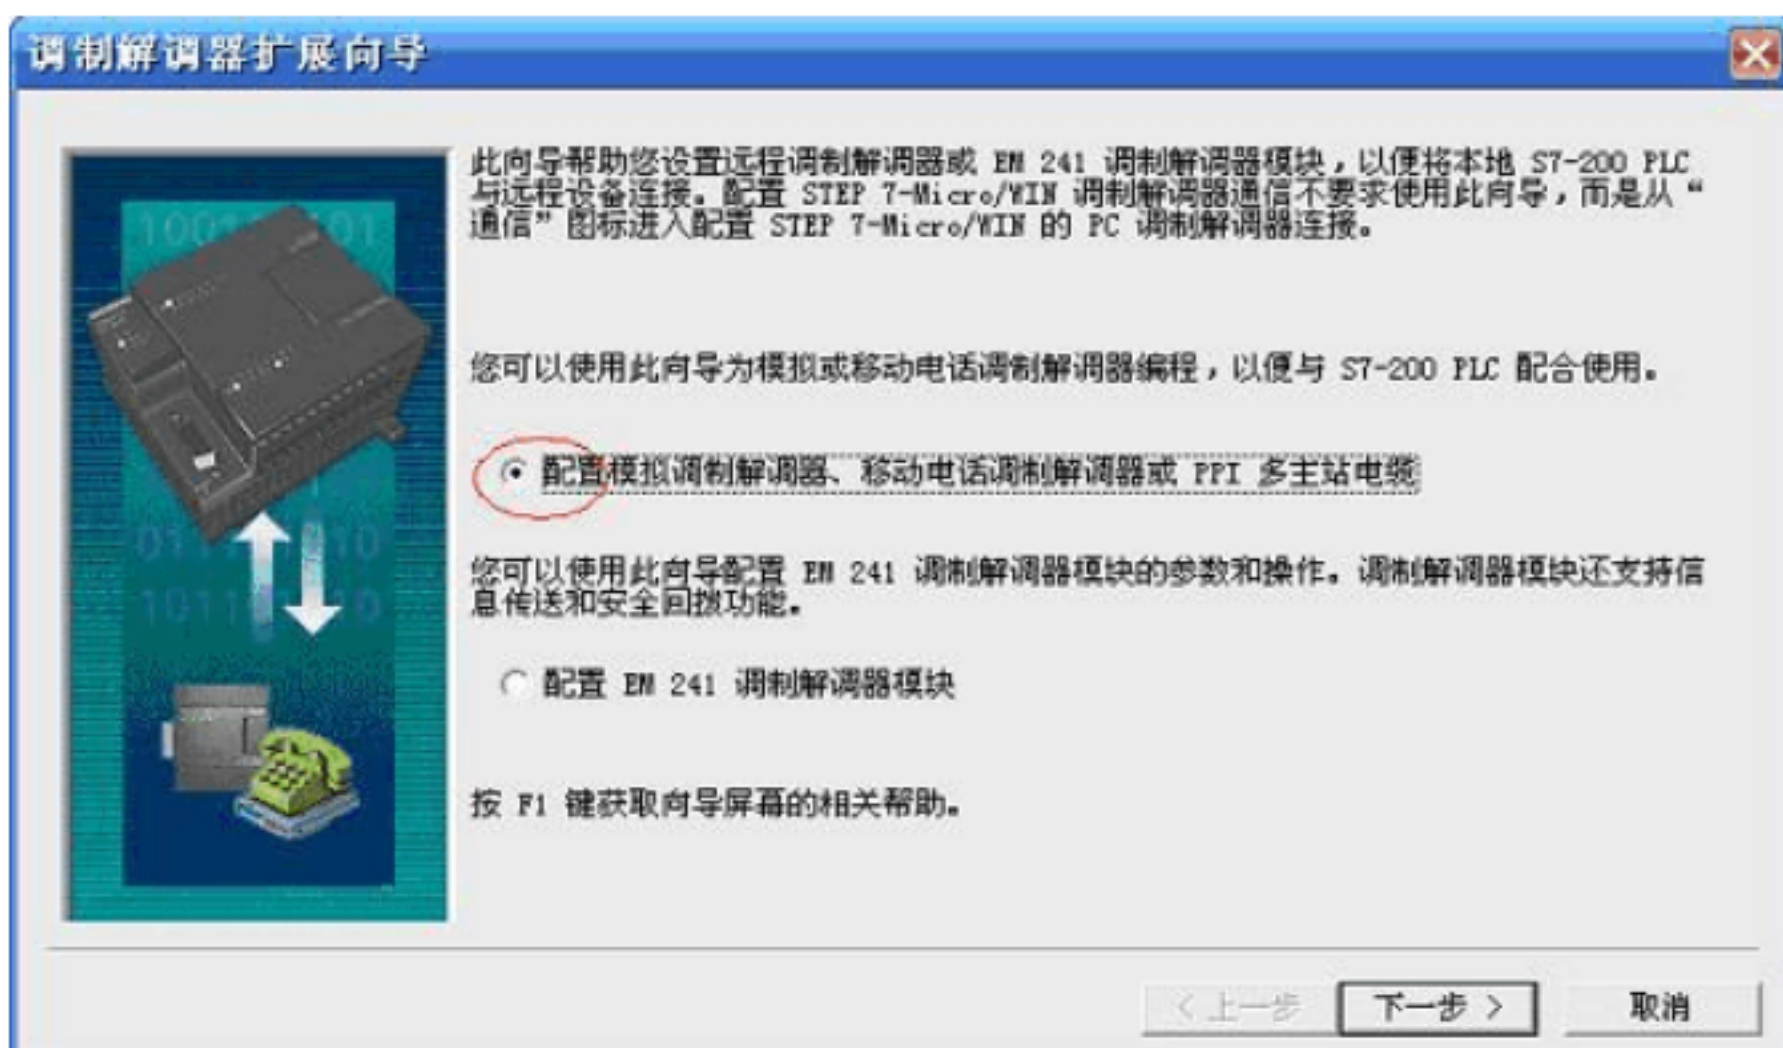 调制解调器扩展向导
此向导帮助您设置远程调制解调器或 EM 241 调制解调器模块，以便将本地 S7-200 PLC
与远程设备连接。配置 STEP 7-Micro/WIN 调制解调器通信不要求使用此向导，而是从“
通信”图标进入配置 STEP 7-Micro/WIN 的 PC 调制解调器连接。
您可以使用此向导为模拟或移动电话调制解调器编程，以便与 S7-200 PLC 配合使用。
配置模拟调制解调器、移动电话调制解调器或 PPI 多主站电缆
您可以使用此向导配置 EM 241 调制解调器模块的参数和操作。调制解调器模块还支持信
息传送和安全回拨功能。
配置 EM 241 调制解调器模块
按 F1 键获取向导屏幕的相关帮助。
< 上一步 下一步 > 取消